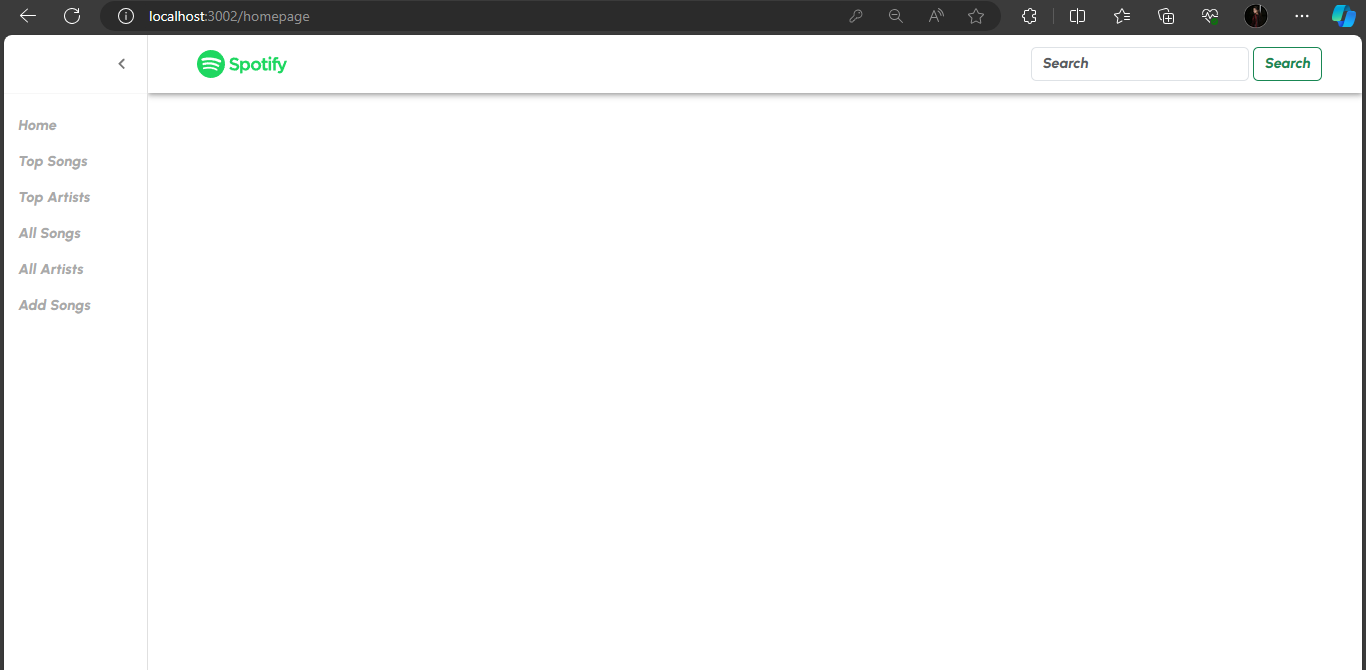 localhost:3002/homepage
Spotify
Search Search
Home
Top Songs
Top Artists
All Songs
All Artists
Add Songs